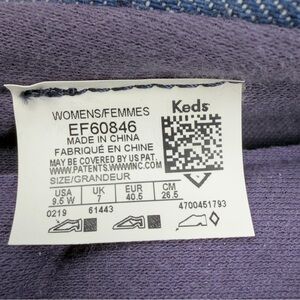 WOMENS/FEMMES
Keds
EF60846
MADE IN CHINA
FABRIQUÉ EN CHINE
MAY BE COVERED BY US PAT.
WWW.PATENTS.WWWINC.COM
SIZE/GRANDEUR
USA UK EUR CM
9.5 W 7 40.5 26.5
0219 61443 4700451793